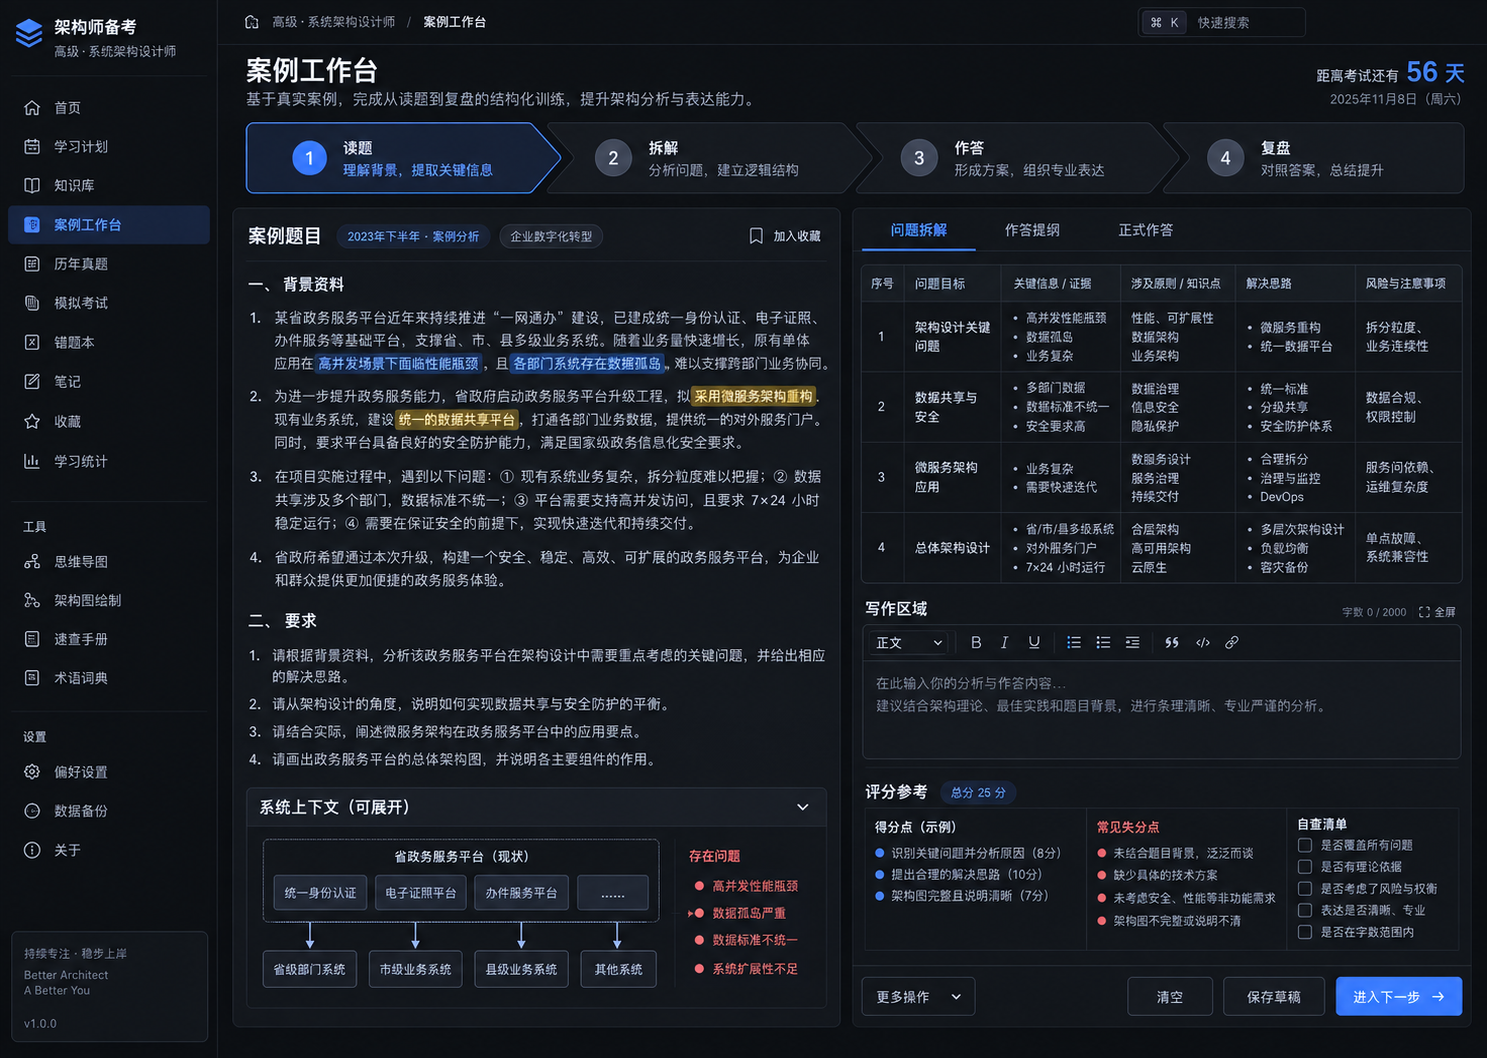 架构师备考
高级 · 系统架构设计师
首页
学习计划
知识库
案例工作台
历年真题
模拟考试
错题本
笔记
收藏
学习统计
工具
思维导图
架构图绘制
速查手册
术语词典
设置
偏好设置
数据备份
关于
持续专注 · 稳步上岸
Better Architect
A Better You
v1.0.0
高级 · 系统架构设计师 / 案例工作台
⌘ K 快速搜索
案例工作台
基于真实案例，完成从读题到复盘的结构化训练，提升架构分析与表达能力。
距离考试还有 56 天
2025年11月8日（周六）
1 读题
理解背景，提取关键信息
2 拆解
分析问题，建立逻辑结构
3 作答
形成方案，组织专业表达
4 复盘
对照答案，总结提升
案例题目 2023年下半年 · 案例分析 企业数字化转型 加入收藏
一、 背景资料
1. 某省政务服务平台近年来持续推进“一网通办”建设，已建成统一身份认证、电子证照、
办件服务等基础平台，支撑省、市、县多级业务系统。随着业务量快速增长，原有单体
应用在高并发场景下面临性能瓶颈，且各部门系统存在数据孤岛。难以支撑跨部门业务协同。
2. 为进一步提升政务服务能力，省政府启动政务服务平台升级工程，拟采用微服务架构重构.
现有业务系统，建设统一的数据共享平台，打通各部门业务数据，提供统一的对外服务门户。
同时，要求平台具备良好的安全防护能力，满足国家级政务信息化安全要求。
3. 在项目实施过程中，遇到以下问题：① 现有系统业务复杂，拆分粒度难以把握；② 数据
共享涉及多个部门，数据标准不统一；③ 平台需要支持高并发访问，且要求 7×24 小时
稳定运行；④ 需要在保证安全的前提下，实现快速迭代和持续交付。
4. 省政府希望通过本次升级，构建一个安全、稳定、高效、可扩展的政务服务平台，为企业
和群众提供更加便捷的政务服务体验。
二、 要求
1. 请根据背景资料，分析该政务服务平台在架构设计中需要重点考虑的关键问题，并给出相应
的解决思路。
2. 请从架构设计的角度，说明如何实现数据共享与安全防护的平衡。
3. 请结合实际，阐述微服务架构在政务服务平台中的应用要点。
4. 请画出政务服务平台的总体架构图，并说明各主要组件的作用。
系统上下文（可展开）
省政务服务平台（现状）
统一身份认证 电子证照平台 办件服务平台 ......
省级部门系统 市级业务系统 县级业务系统 其他系统
存在问题
高并发性能瓶颈
数据孤岛严重
数据标准不统一
系统扩展性不足
问题拆解 作答提纲 正式作答
序号 问题目标 关键信息 / 证据 涉及原则 / 知识点 解决思路 风险与注意事项
1
架构设计关键
问题
• 高并发性能瓶颈
• 数据孤岛
• 业务复杂
性能、可扩展性
数据架构
业务架构
• 微服务重构
• 统一数据平台
拆分粒度、
业务连续性
2
数据共享与
安全
• 多部门数据
• 数据标准不统一
• 安全要求高
数据治理
信息安全
隐私保护
• 统一标准
• 分级共享
• 安全防护体系
数据合规、
权限控制
3
微服务架构
应用
• 业务复杂
• 需要快速迭代
数服务设计
服务治理
持续交付
• 合理拆分
• 治理与监控
• DevOps
服务间依赖、
运维复杂度
4
总体架构设计
• 省/市/县多级系统
• 对外服务门户
• 7×24 小时运行
合层架构
高可用架构
云原生
• 多层次架构设计
• 负载均衡
• 容灾备份
单点故障、
系统兼容性
写作区域 字数 0 / 2000 全屏
正文 B I U
在此输入你的分析与作答内容…
建议结合架构理论、最佳实践和题目背景，进行条理清晰、专业严谨的分析。
评分参考 总分 25 分
得分点（示例）
识别关键问题并分析原因（8分）
提出合理的解决思路（10分）
架构图完整且说明清晰（7分）
常见失分点
未结合题目背景，泛泛而谈
缺少具体的技术方案
未考虑安全、性能等非功能需求
架构图不完整或说明不清
自查清单
是否覆盖所有问题
是否有理论依据
是否考虑了风险与权衡
表达是否清晰、专业
是否在字数范围内
更多操作 清空 保存草稿 进入下一步 →